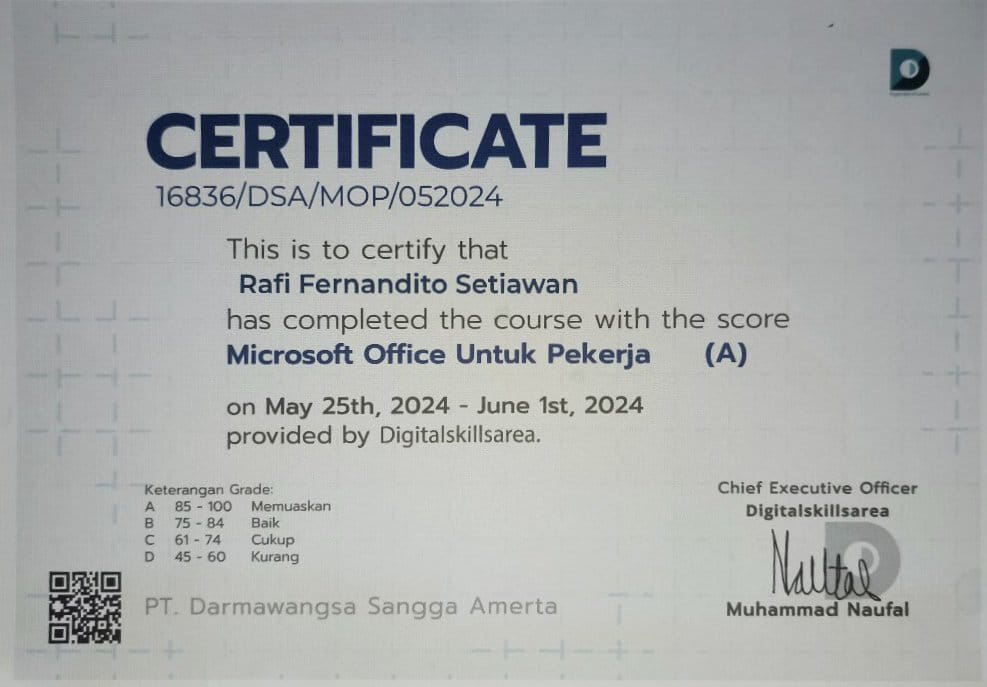 CERTIFICATE
16836/DSA/MOP/052024
This is to certify that
Rafi Fernandito Setiawan
has completed the course with the score
Microsoft Office Untuk Pekerja (A)
on May 25th, 2024 - June 1st, 2024
provided by Digitalskillsarea.
Keterangan Grade:
A 85 - 100 Memuaskan
B 75 - 84 Baik
C 61 - 74 Cukup
D 45 - 60 Kurang
PT. Darmawangsa Sangga Amerta
Chief Executive Officer
Digitalskillsarea
Muhammad Naufal